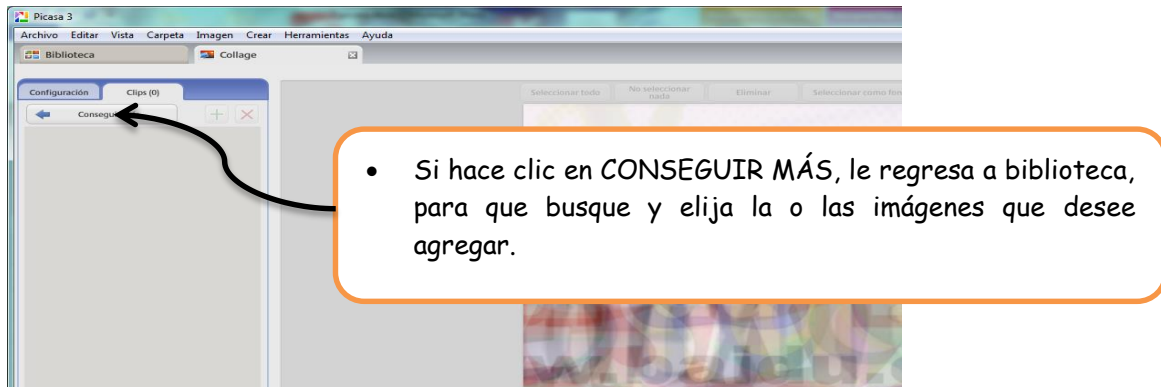 Picasa 3
Archivo Editar Vista Carpeta Imagen Crear Herramientas Ayuda
Biblioteca Collage
Configuración Clips (0)
Seleccionar todo No seleccionar nada Eliminar Seleccionar como
• Si hace clic en CONSEGUIR MÁS, le regresa a biblioteca,
para que busque y elija la o las imágenes que desee
agregar.